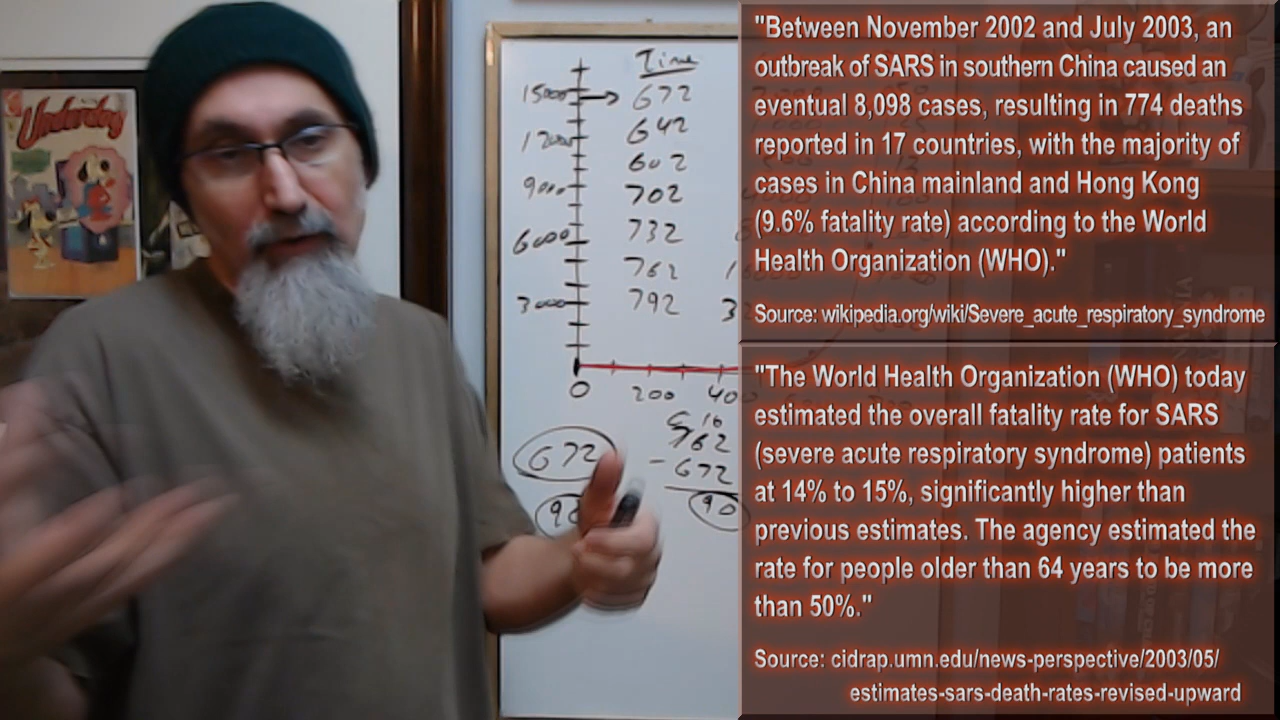 Underdog
Time
15000
672
12000
642
602
9000
702
6000
732
762
3000
792
3
0
200
40
672
762
- 672
90
"Between November 2002 and July 2003, an
outbreak of SARS in southern China caused an
eventual 8,098 cases, resulting in 774 deaths
reported in 17 countries, with the majority of
cases in China mainland and Hong Kong
(9.6% fatality rate) according to the World
Health Organization (WHO)."
Source: wikipedia.org/wiki/Severe_acute_respiratory_syndrome
"The World Health Organization (WHO) today
estimated the overall fatality rate for SARS
(severe acute respiratory syndrome) patients
at 14% to 15%, significantly higher than
previous estimates. The agency estimated the
rate for people older than 64 years to be more
than 50%."
Source: cidrap.umn.edu/news-perspective/2003/05/
estimates-sars-death-rates-revised-upward